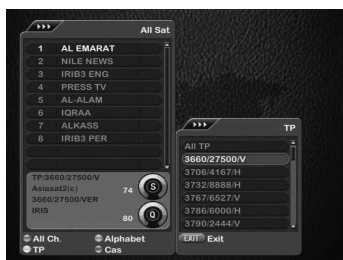 All Sat
1 AL EMARAT
2 NILE NEWS
3 IRIB3 ENG
4 PRESS TV
5 AL-ALAM
6 IQRAA
7 ALKASS
8 IRIB3 PER
TP/3660/27500/V
Asiasat2(c)
3660/27500/VER
IRIS
74 S
80 Q
All Ch.
Alphabet
TP
Cas
TP
All TP
3660/27500/V
3706/4167/H
3732/8888/H
3767/6527/V
3786/6000/H
3790/2444/V
EXIT Exit